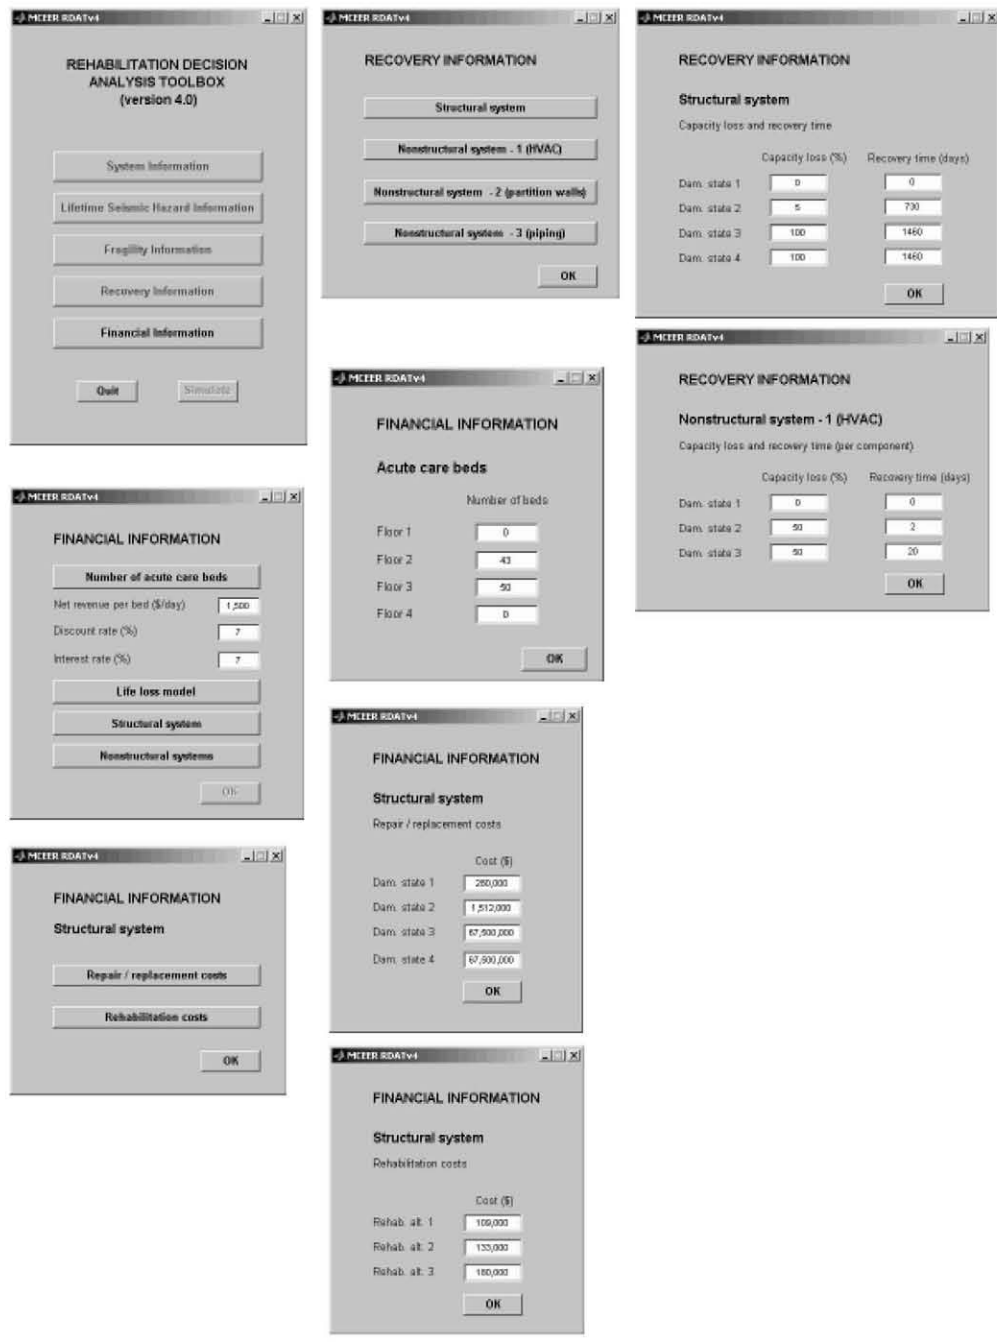 MCEER RDATv4
REHABILITATION DECISION
ANALYSIS TOOLBOX
(version 4.0)
System Information
Lifetime Seismic Hazard Information
Fragility Information
Recovery Information
Financial Information
Quit Simulate
MCEER RDATv4
RECOVERY INFORMATION
Structural system
Nonstructural system - 1 (HVAC)
Nonstructural system - 2 (partition walls)
Nonstructural system - 3 (piping)
OK
MCEER RDATv4
RECOVERY INFORMATION
Structural system
Capacity loss and recovery time
Capacity loss (%) Recovery time (days)
Dam. state 1 0 0
Dam. state 2 5 730
Dam. state 3 100 1460
Dam. state 4 100 1460
OK
MCEER RDATv4
RECOVERY INFORMATION
Nonstructural system - 1 (HVAC)
Capacity loss and recovery time (per component)
Capacity loss (%) Recovery time (days)
Dam. state 1 0 0
Dam. state 2 50 2
Dam. state 3 50 20
OK
MCEER RDATv4
FINANCIAL INFORMATION
Acute care beds
Number of beds
Floor 1 0
Floor 2 43
Floor 3 50
Floor 4 0
OK
MCEER RDATv4
FINANCIAL INFORMATION
Number of acute care beds
Net revenue per bed ($/day) 1,500
Discount rate (%) 7
Interest rate (%) 7
Life loss model
Structural system
Nonstructural systems
OK
MCEER RDATv4
FINANCIAL INFORMATION
Structural system
Repair / replacement costs
Cost ($)
Dam. state 1 280,000
Dam. state 2 1,512,000
Dam. state 3 67,500,000
Dam. state 4 67,500,000
OK
MCEER RDATv4
FINANCIAL INFORMATION
Structural system
Repair / replacement costs
Rehabilitation costs
OK
MCEER RDATv4
FINANCIAL INFORMATION
Structural system
Rehabilitation costs
Cost ($)
Rehab. alt. 1 109,000
Rehab. alt. 2 133,000
Rehab. alt. 3 180,000
OK